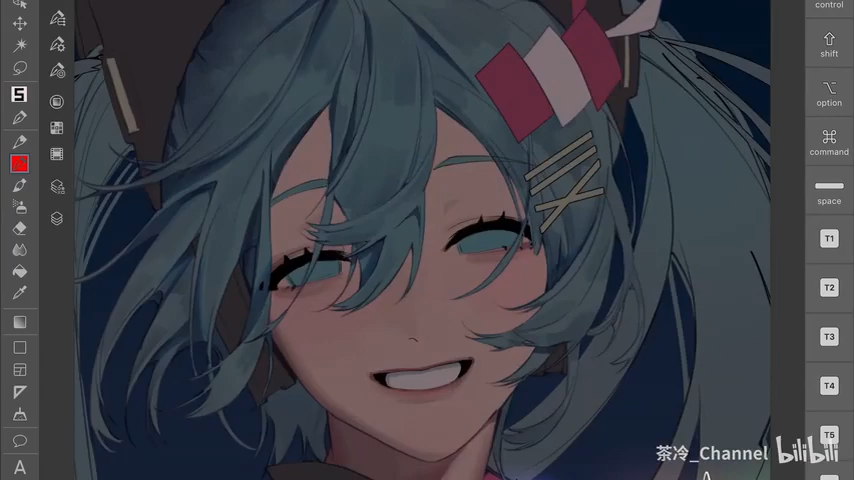 control
shift
option
command
space
T1
T2
T3
T4
T5
A
茶冷_Channel bilibili